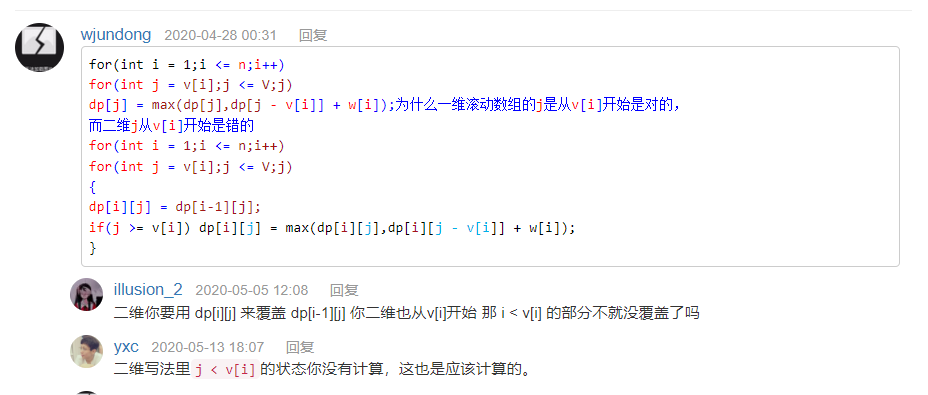 wjundong 2020-04-28 00:31 回复
for(int i = 1;i <= n;i++)
for(int j = v[i];j <= V;j)
dp[j] = max(dp[j],dp[j - v[i]] + w[i]);为什么一维滚动数组的j是从v[i]开始是对的，
而二维j从v[i]开始是错的
for(int i = 1;i <= n;i++)
for(int j = v[i];j <= V;j)
{
dp[i][j] = dp[i-1][j];
if(j >= v[i]) dp[i][j] = max(dp[i][j],dp[i][j - v[i]] + w[i]);
}
illusion_2 2020-05-05 12:08 回复
二维你要用 dp[i][j] 来覆盖 dp[i-1][j] 你二维也从v[i]开始 那 i < v[i] 的部分不就没覆盖了吗
yxc 2020-05-13 18:07 回复
二维写法里 j < v[i] 的状态你没有计算，这也是应该计算的。